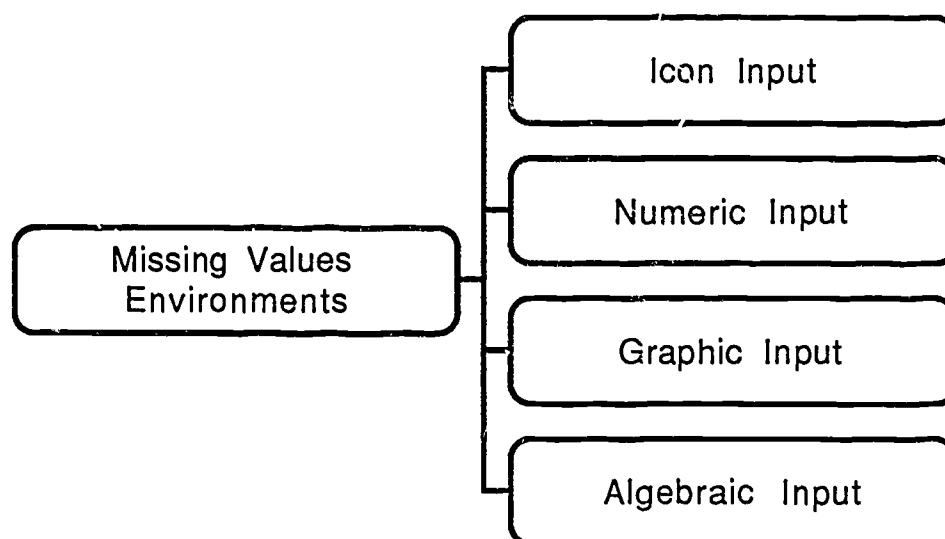 Icon Input
Numeric Input
Missing Values
Environments
Graphic Input
Algebraic Input